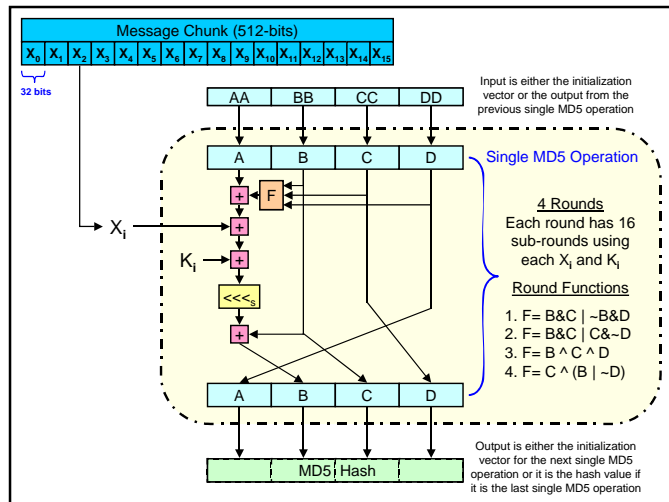 Message Chunk (512-bits)
X0 X1 X2 X3 X4 X5 X6 X7 X8 X9 X10 X11 X12 X13 X14 X15
32 bits
Input is either the initialization
vector or the output from the
previous single MD5 operation
AA BB CC DD
A B C D
Single MD5 Operation
+ F
Xi +
Ki +
<<<s
+
4 Rounds
Each round has 16
sub-rounds using
each Xi and Ki
Round Functions
1. F= B&C | ~B&D
2. F= B&C | C&~D
3. F= B ^ C ^ D
4. F= C ^ (B | ~D)
A B C D
MD5 Hash
Output is either the initialization
vector for the next single MD5
operation or it is the hash value if
it is the last single MD5 operation